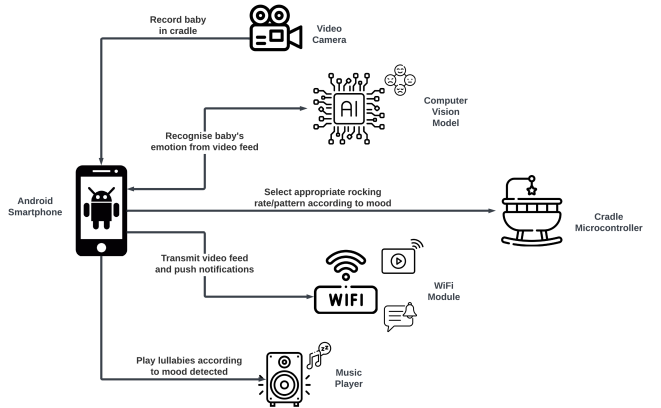 Record baby
in cradle
Video
Camera
AI
Computer
Vision
Model
Recognise baby's
emotion from video feed
Android
Smartphone
Select appropriate rocking
rate/pattern according to mood
Cradle
Microcontroller
Transmit video feed
and push notifications
WIFI
WiFi
Module
Play lullabies according
to mood detected
zz
Music
Player